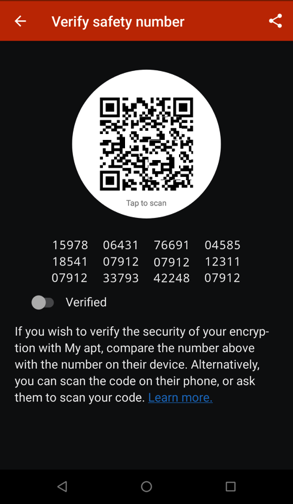 Verify safety number
Tap to scan
15978 06431 76691 04585
18541 07912 07912 12311
07912 33793 42248 07912
Verified
If you wish to verify the security of your encryp-
tion with My apt, compare the number above
with the number on their device. Alternatively,
you can scan the code on their phone, or ask
them to scan your code. Learn more.